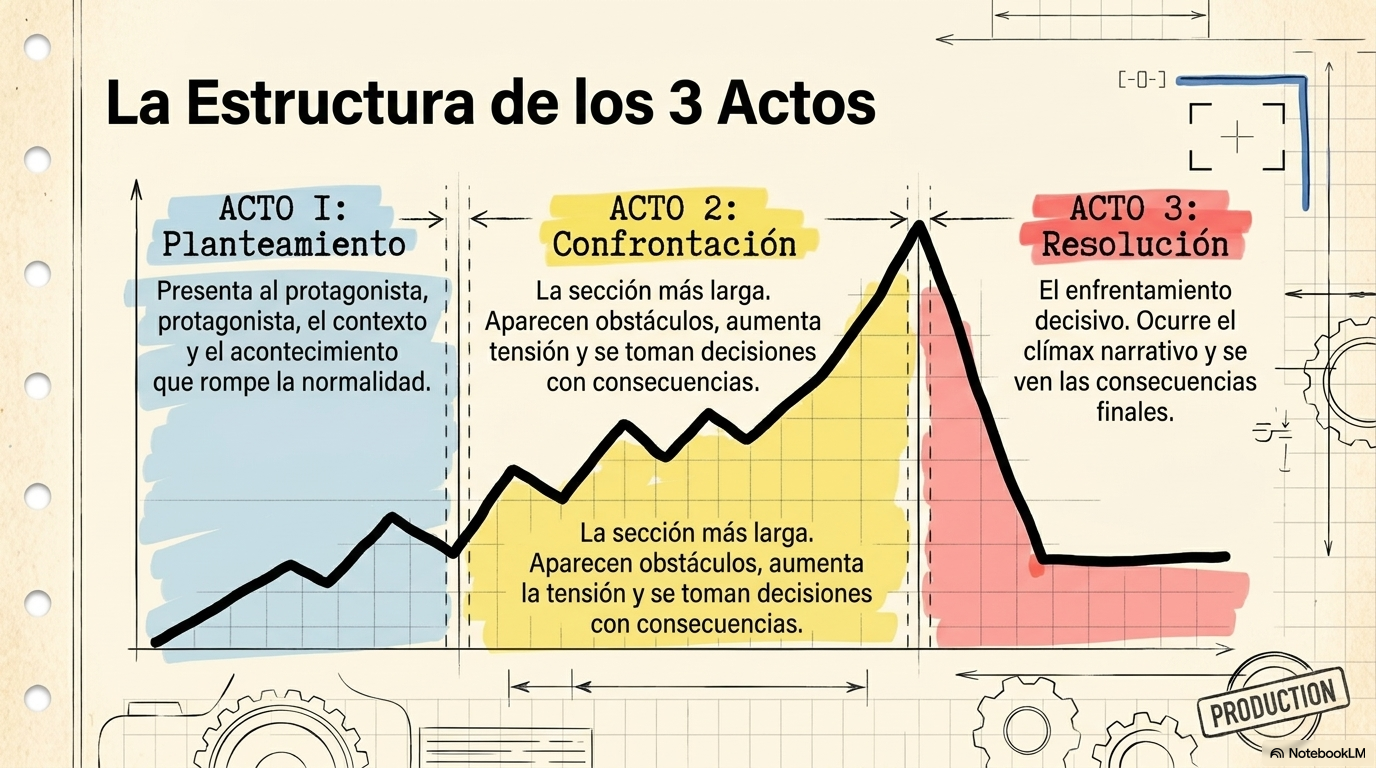 La Estructura de los 3 Actos
[-0-]
ACTO I:
Planteamiento
Presenta al protagonista,
protagonista, el contexto
y el acontecimiento
que rompe la normalidad.
ACTO 2:
Confrontación
La sección más larga.
Aparecen obstáculos, aumenta
tensión y se toman decisiones
con consecuencias.
La sección más larga.
Aparecen obstáculos, aumenta
la tensión y se toman decisiones
con consecuencias.
ACTO 3:
Resolución
El enfrentamiento
decisivo. Ocurre el
clímax narrativo y se
ven las consecuencias
finales.
PRODUCTION
NotebookLM